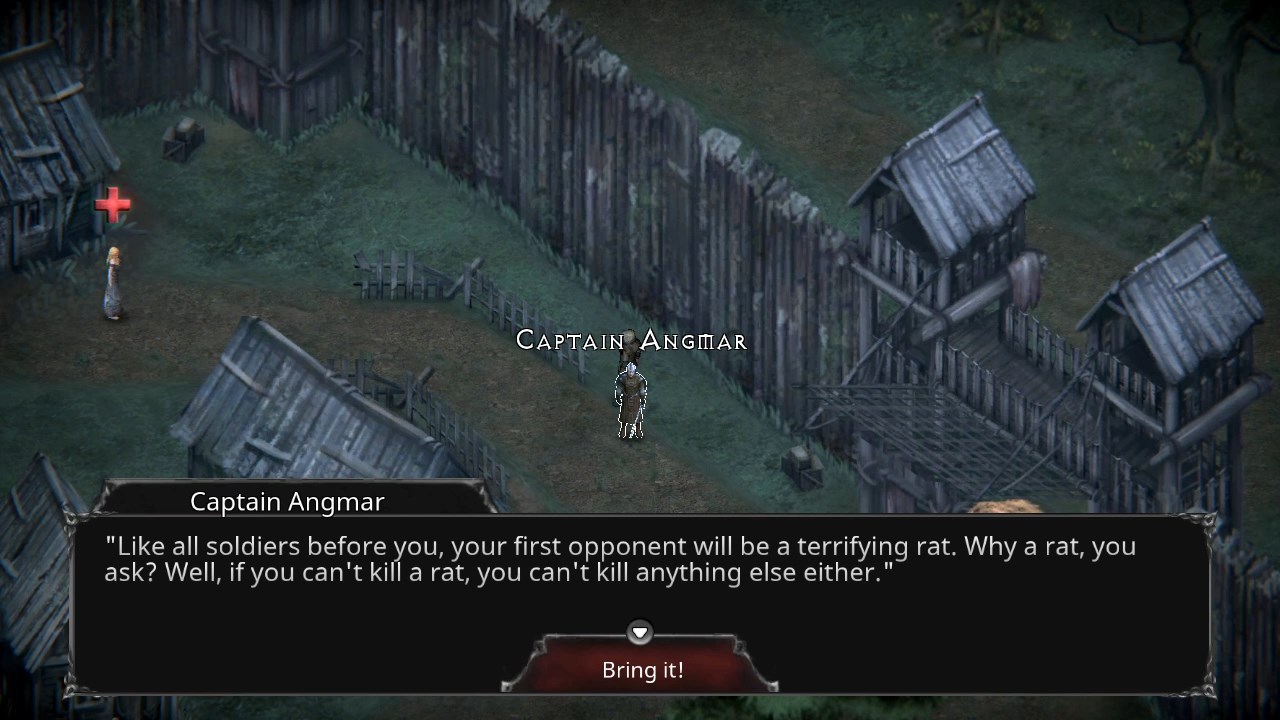 Captain Angmar
Captain Angmar
"Like all soldiers before you, your first opponent will be a terrifying rat. Why a rat, you
ask? Well, if you can't kill a rat, you can't kill anything else either."
Bring it!